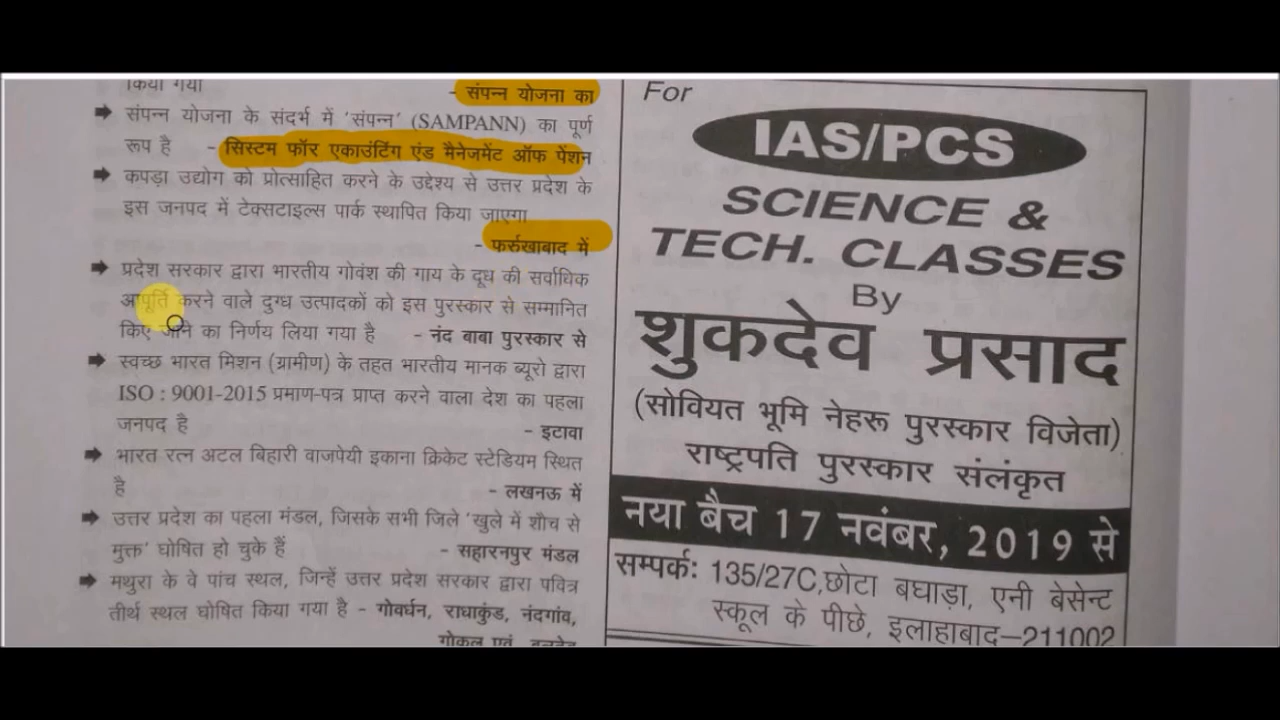 किया गया
- संपन्न योजना का
➡ संपन्न योजना के संदर्भ में 'संपन्न' (SAMPANN) का पूर्ण
रूप है - सिस्टम फॉर एकाउंटिंग एंड मैनेजमेंट ऑफ पेंशन
➡ कपड़ा उद्योग को प्रोत्साहित करने के उद्देश्य से उत्तर प्रदेश के
इस जनपद में टेक्सटाइल्स पार्क स्थापित किया जाएगा
- फर्रुखाबाद में
➡ प्रदेश सरकार द्वारा भारतीय गोवंश की गाय के दूध की सर्वाधिक
आपूर्ति करने वाले दुग्ध उत्पादकों को इस पुरस्कार से सम्मानित
किए जाने का निर्णय लिया गया है - नंद बाबा पुरस्कार से
➡ स्वच्छ भारत मिशन (ग्रामीण) के तहत भारतीय मानक ब्यूरो द्वारा
ISO : 9001-2015 प्रमाण-पत्र प्राप्त करने वाला देश का पहला
जनपद है - इटावा
➡ भारत रत्न अटल बिहारी वाजपेयी इकाना क्रिकेट स्टेडियम स्थित
है - लखनऊ में
➡ उत्तर प्रदेश का पहला मंडल, जिसके सभी जिले 'खुले में शौच से
मुक्त' घोषित हो चुके हैं - सहारनपुर मंडल
➡ मथुरा के वे पांच स्थल, जिन्हें उत्तर प्रदेश सरकार द्वारा पवित्र
तीर्थ स्थल घोषित किया गया है - गोवर्धन, राधाकुंड, नंदगांव,
गोकुल एवं बलदेव
For
IAS/PCS
SCIENCE &
TECH. CLASSES
By
शुकदेव प्रसाद
(सोवियत भूमि नेहरू पुरस्कार विजेता)
राष्ट्रपति पुरस्कार संलंकृत
नया बैच 17 नवंबर, 2019 से
सम्पर्क: 135/27C,छोटा बघाड़ा, एनी बेसेन्ट
स्कूल के पीछे, इलाहाबाद–211002